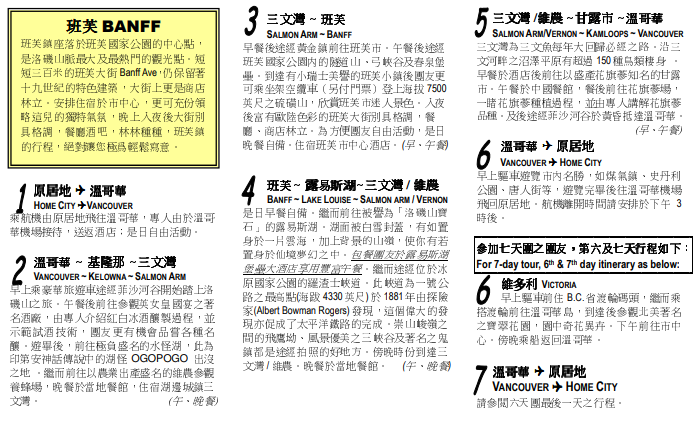 班芙 BANFF
班芙鎮座落於班芙國家公園的中心點，
是洛磯山脈最大及最熱門的觀光點。短
短三百米的班芙大街 Banff Ave，仍保留著
十九世紀的特色建築，大街上更是商店
林立。安排住宿於市中心，更可充份領
略這兒的獨特氣氛，晚上入夜後大街別
具格調，餐廳酒吧，林林種種，班芙鎮
的行程，絕對讓您極爲輕鬆寫意。
1 原居地 ✈ 溫哥華
HOME CITY ✈ VANCOUVER
乘航機由原居地飛往溫哥華，專人由於溫哥
華機場接待，送返酒店；是日自由活動。
2 溫哥華 ~ 基隆那 ~三文灣
VANCOUVER ~ KELOWNA ~ SALMON ARM
早上乘豪華旅遊車途經菲沙河谷開始踏上洛
磯山之旅。午餐後前往參觀英女皇國宴之著
名酒廠，由專人介紹紅白冰酒釀製過程，並
示範試酒技術，團友更有機會品嘗各種名
釀。遊畢後，前往極負盛名的水怪湖，此為
印第安神話傳說中的湖怪 OGOPOGO 出沒
之地 。繼而前往以農業出產盛名的維農參觀
養蜂場，晚餐於當地餐館，住宿湖邊城鎮三
文灣。 (午、晚餐)
3 三文灣 ~ 班芙
SALMON ARM ~ BANFF
早餐後途經黃金鎮前往班芙市。午餐後途經
班芙國家公園內的隧道山、弓峽谷及春泉堡
壘。到達有小瑞士美譽的班芙小鎮後團友更
可乘坐架空纜車（另付門票）登上海拔 7500
英尺之硫磺山，欣賞班芙市迷人景色。入夜
後富有歐陸色彩的班芙大街別具格調，餐
廳、商店林立。為方便團友自由活動，是日
晚餐自備。住宿班芙市中心酒店。 (早、午餐)
4 班芙~ 露易斯湖~三文灣 / 維農
BANFF ~ LAKE LOUISE ~ SALMON ARM / VERNON
是日早餐自備。繼而前往被譽為「洛磯山寶
石」的露易斯湖。湖面被白雪封蓋，有如置
身於一片雲海，加上背景的山嶺，使你有若
置身於仙境夢幻之中。包餐團友於露易斯湖
堡壘大酒店享用豐富午餐。繼而途經位於冰
原國家公園的羅渣士峽道。此峽道為一號公
路之最高點(海跋 4330 英尺)於 1881年由探險
家(Albert Bowman Rogers)發現，這個偉大的發
現亦促成了太平洋鐵路的完成。崇山峻嶺之
間的飛鷹坳、風景優美之三峽谷及著名之鬼
鎮都是途經拍照的好地方。傍晚時份到達三
文灣 / 維農。晚餐於當地餐館。 (午、晚餐)
5 三文灣 /維農 ~甘露市 ~溫哥華
SALMON ARM/VERNON ~ KAMLOOPS ~ VANCOUVER
三文灣為三文魚每年大回歸必經之路。沿三
文河畔之沼澤平原有超過 150 種鳥類棲身 。
早餐於酒店後前往以盛產花旗參知名的甘露
市。午餐於中國餐館，餐後前往花旗參場，
一睹花旗參種植過程，並由專人講解花旗參
品種。及後途經菲沙河谷於黃昏抵達溫哥華。
(早、午餐)
6 溫哥華 ✈ 原居地
VANCOUVER ✈ HOME CITY
早上驅車遊覽市內名勝，如煤氣鎮、史丹利
公園、唐人街等，遊覽完畢後往溫哥華機場
飛回原居地。航機離開時間請安排於下午 3
時後。
參加七天團之團友，第六及七天行程如下：
For 7-day tour, 6th & 7th day itinerary as below:
6 維多利 VICTORIA
早上驅車前往 B.C. 省渡輪碼頭，繼而乘
搭渡輪前往溫哥華島，到達後參觀北美著名
之寶翠花園，園中奇花異卉。下午前往市中
心。傍晚乘船返回溫哥華。
7 溫哥華 ✈ 原居地
VANCOUVER ✈ HOME CITY
請參閱六天團最後一天之行程。